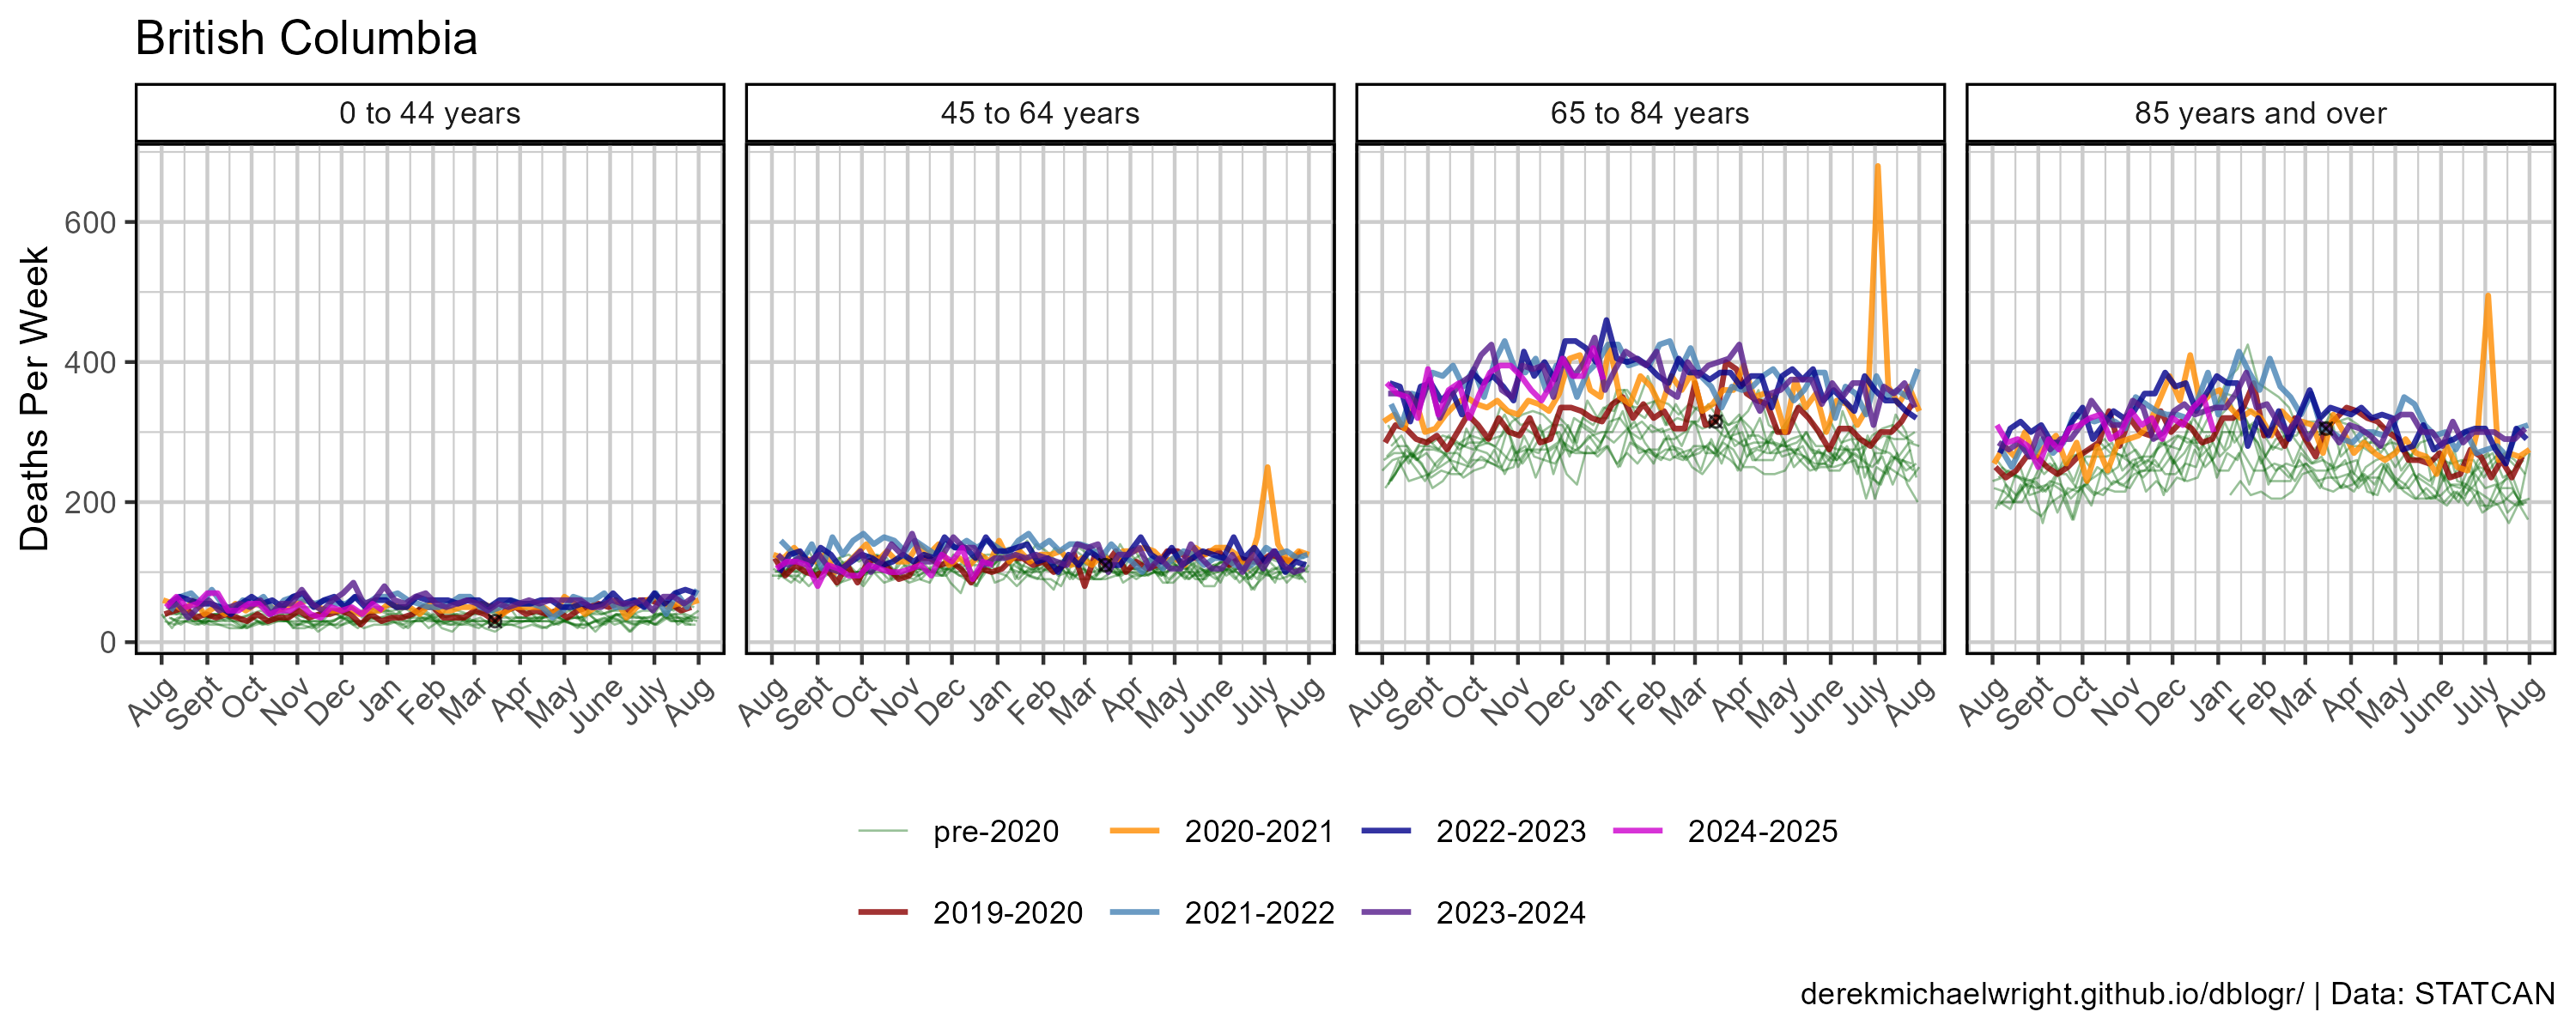 British Columbia
0 to 44 years 45 to 64 years 65 to 84 years 85 years and over
Deaths Per Week
600
400
200
0
Aug Sept Oct Nov Dec Jan Feb Mar Apr May June July Aug Aug Sept Oct Nov Dec Jan Feb Mar Apr May June July Aug Aug Sept Oct Nov Dec Jan Feb Mar Apr May June July Aug Aug Sept Oct Nov Dec Jan Feb Mar Apr May June July Aug
pre-2020 2020-2021 2022-2023 2024-2025
2019-2020 2021-2022 2023-2024
derekmichaelwright.github.io/dblogr/ | Data: STATCAN